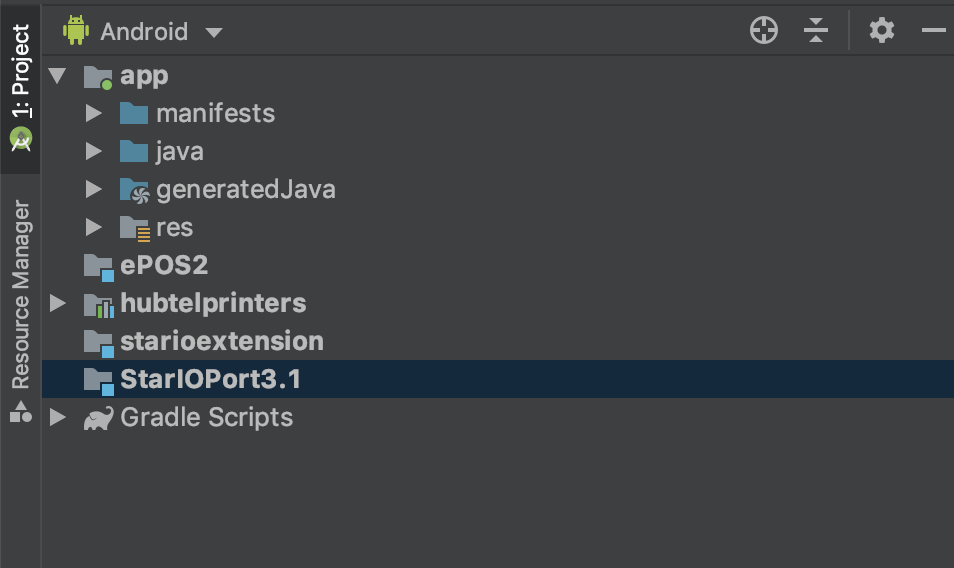 Android
1: Project
Resource Manager
app
manifests
java
generatedJava
res
ePOS2
hubtelprinters
starioextension
StarIOPort3.1
Gradle Scripts